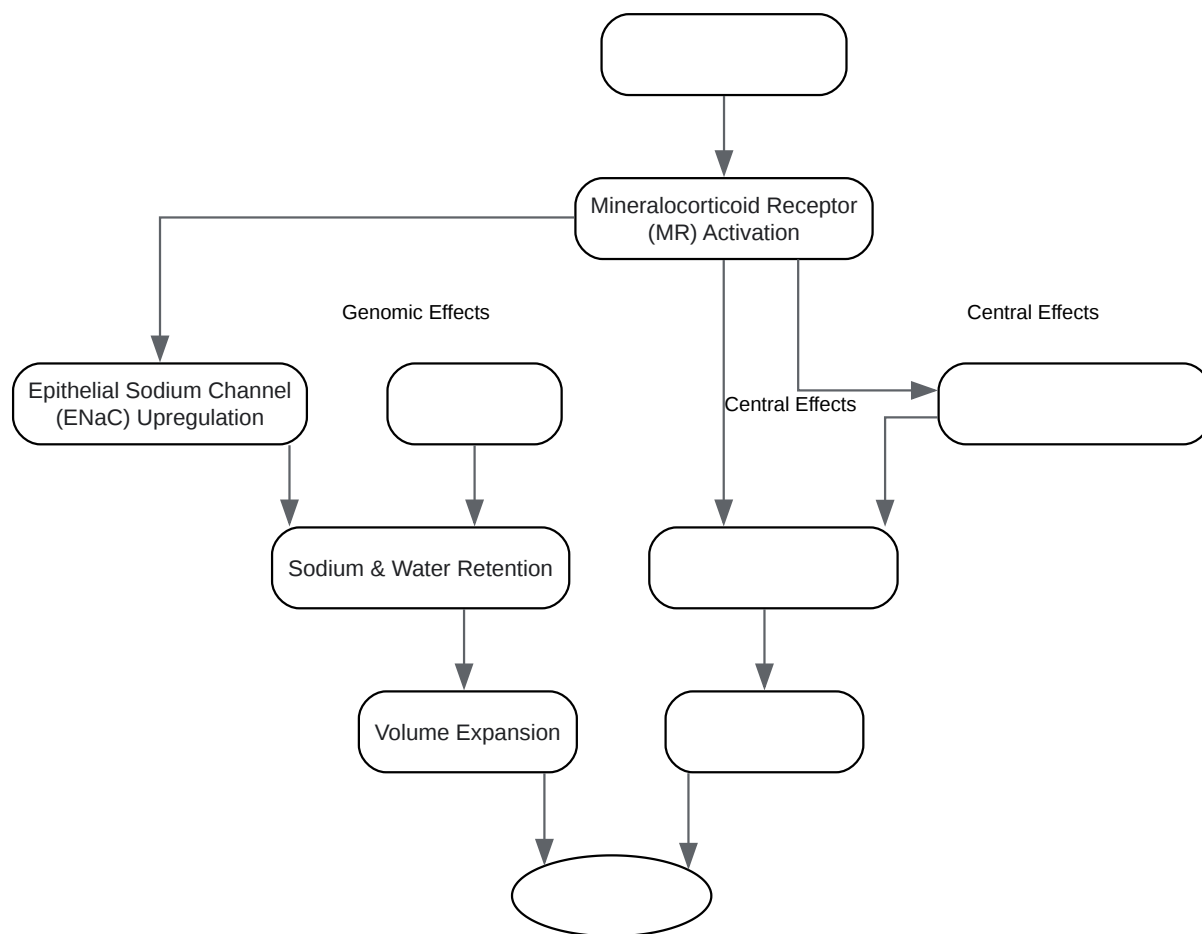 Mineralocorticoid Receptor
(MR) Activation
Genomic Effects
Central Effects
Epithelial Sodium Channel
(ENaC) Upregulation
Central Effects
Sodium & Water Retention
Volume Expansion